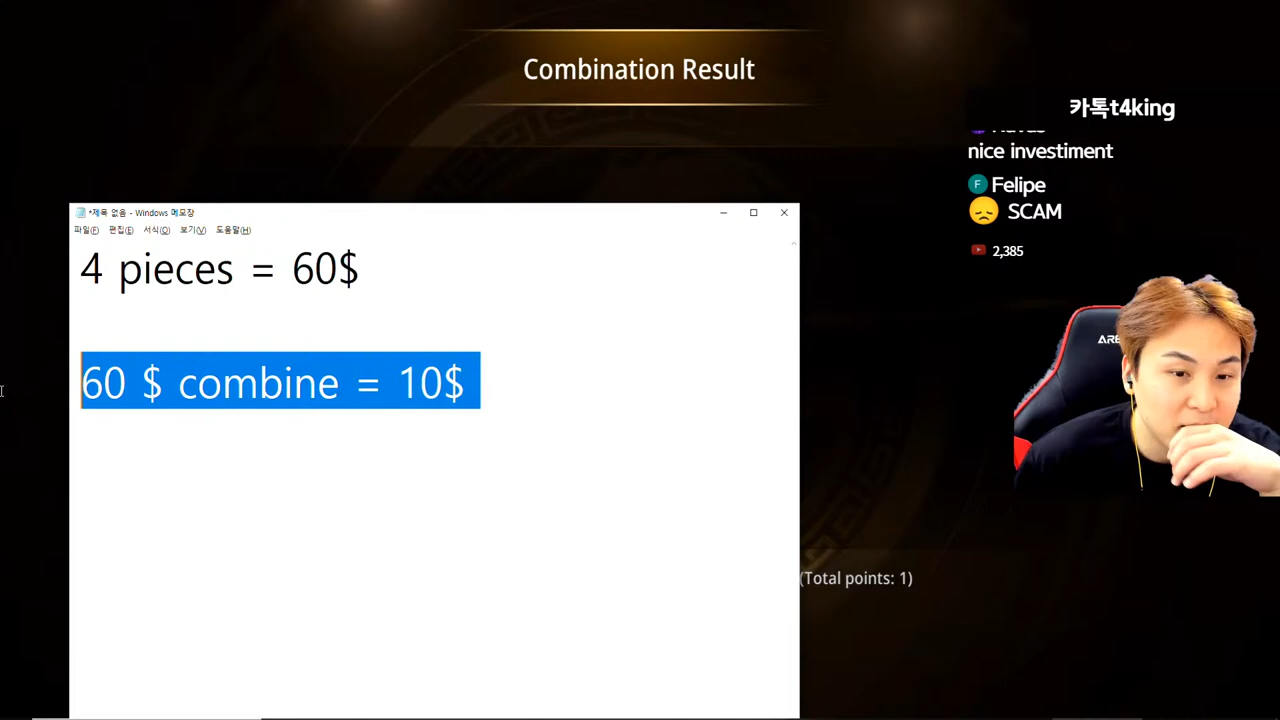 Combination Result
카톡t4king
nice investiment
F Felipe
SCAM
2,385
*제목 없음 - Windows 메모장
파일(F) 편집(E) 서식(O) 보기(V) 도움말(H)
4 pieces = 60$
60 $ combine = 10$
(Total points: 1)